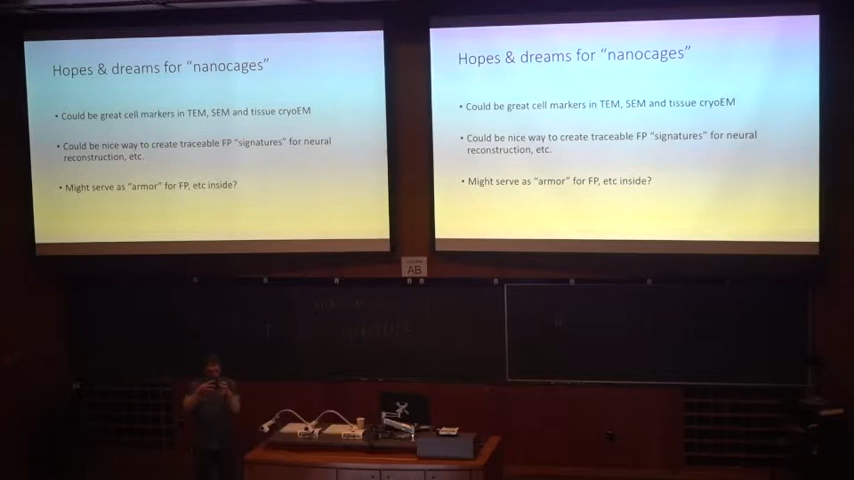 Hopes & dreams for "nanocages"
• Could be great cell markers in TEM, SEM and tissue cryoEM
• Could be nice way to create traceable FP "signatures" for neural
reconstruction, etc.
• Might serve as "armor" for FP, etc inside?
Hopes & dreams for "nanocages"
• Could be great cell markers in TEM, SEM and tissue cryoEM
• Could be nice way to create traceable FP "signatures" for neural
reconstruction, etc.
• Might serve as "armor" for FP, etc inside?
AB